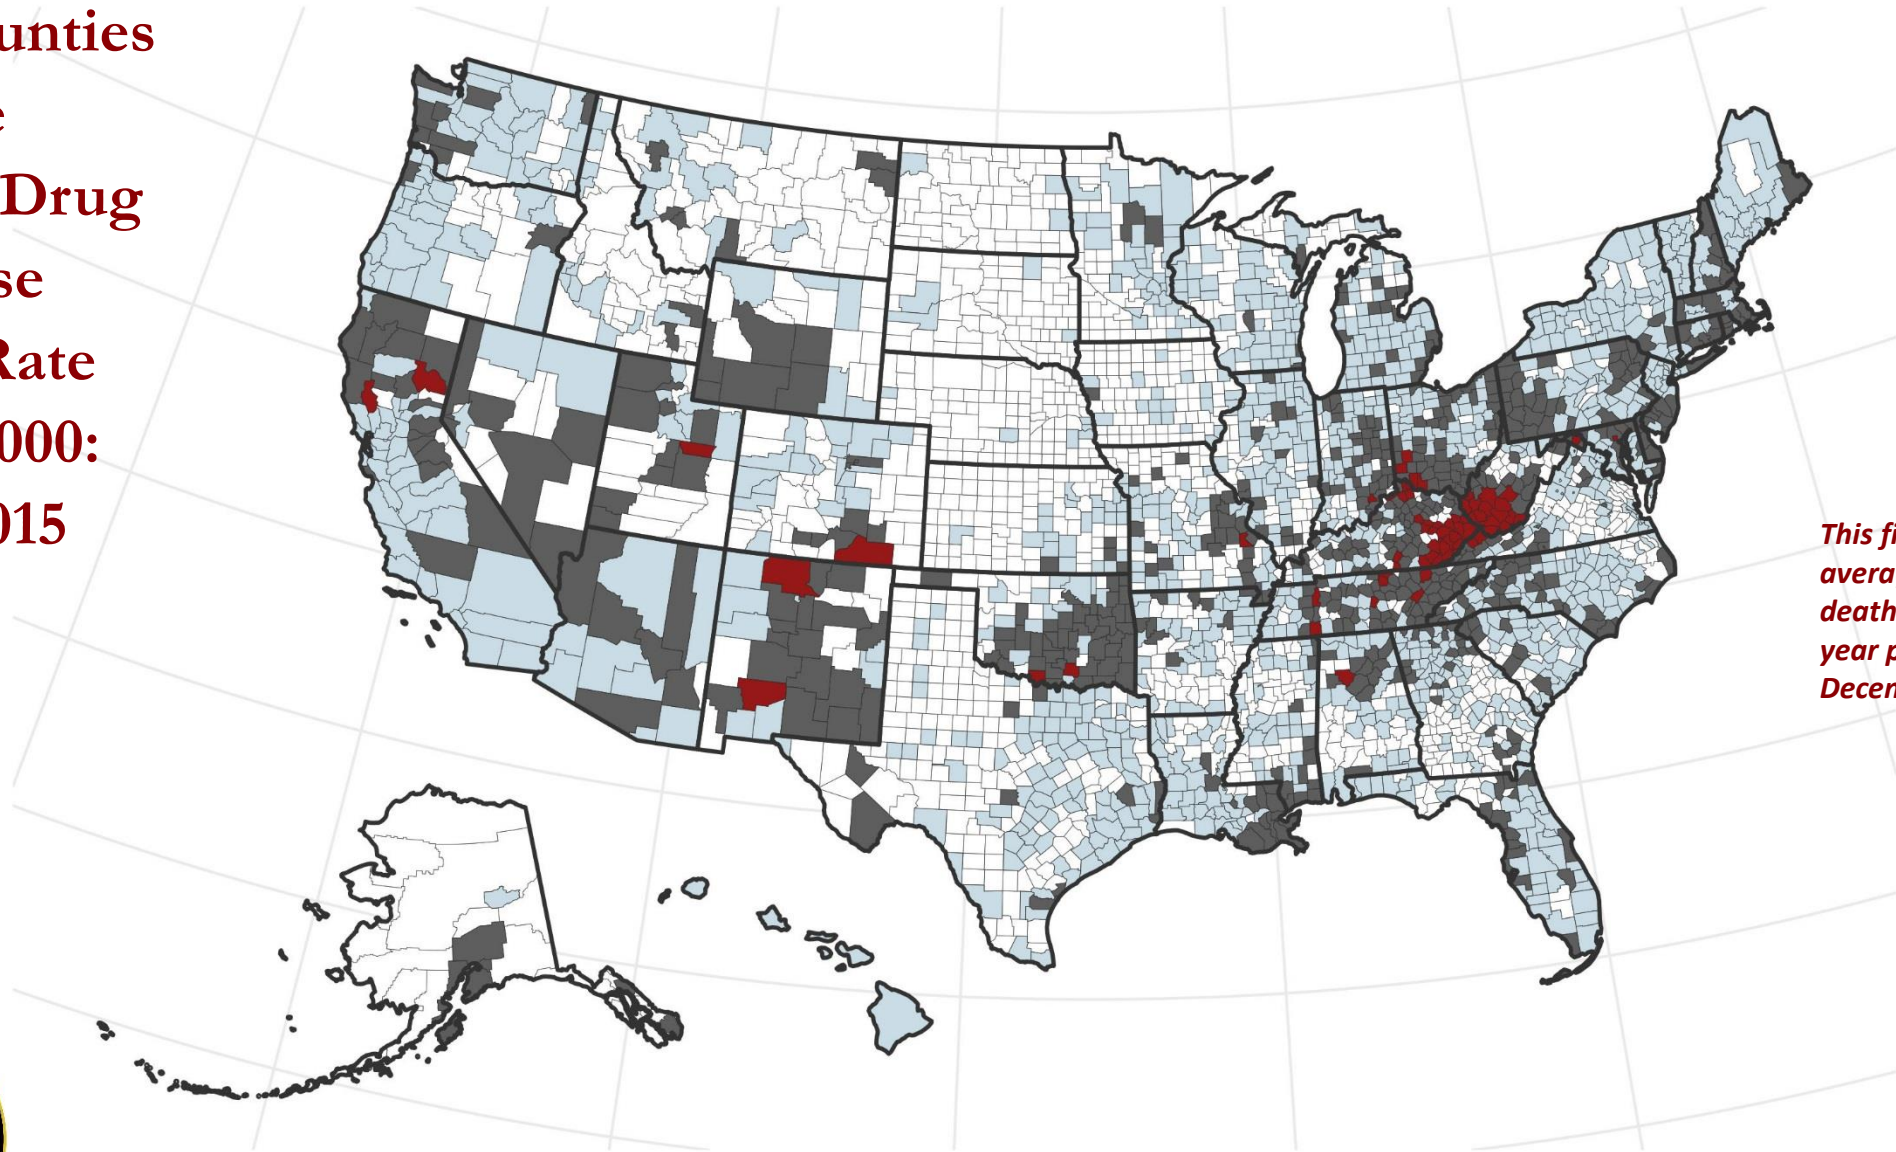 unties
e
Drug
se
Rate
000:
015
This fi
avera
death
year p
Decen